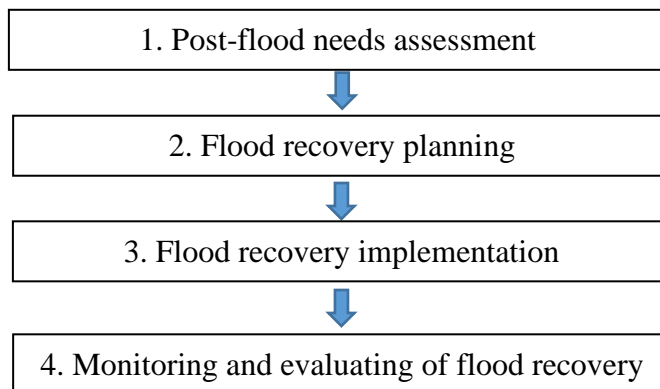 1. Post-flood needs assessment
2. Flood recovery planning
3. Flood recovery implementation
4. Monitoring and evaluating of flood recovery